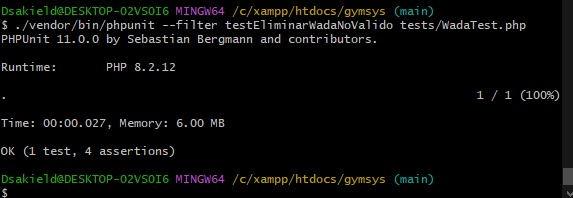 Dsakield@DESKTOP-02VSOI6 MINGW64 /c/xampp/htdocs/gymsys (main)
$ ./vendor/bin/phpunit --filter testEliminarWadaNoValido tests/WadaTest.php
PHPUnit 11.0.0 by Sebastian Bergmann and contributors.
Runtime:       PHP 8.2.12
.                                                                   1 / 1 (100%)
Time: 00:00.027, Memory: 6.00 MB
OK (1 test, 4 assertions)
Dsakield@DESKTOP-02VSOI6 MINGW64 /c/xampp/htdocs/gymsys (main)
$